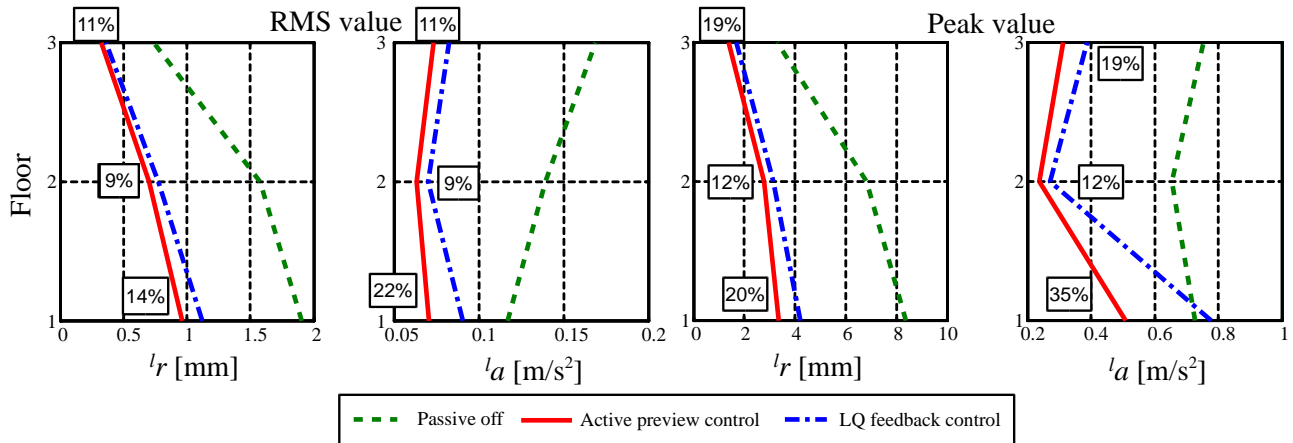 RMS value
Peak value
11%
11%
19%
3
3
3
3
19%
Floor
9%
9%
12%
12%
2
2
2
2
14%
22%
20%
35%
1
1
1
1
0 0.5 1 1.5 2
0.05 0.1 0.15 0.2
0 2 4 6 8 10
0.2 0.4 0.6 0.8 1
ˡr [mm]
ˡa [m/s²]
ˡr [mm]
ˡa [m/s²]
Passive off
Active preview control
LQ feedback control